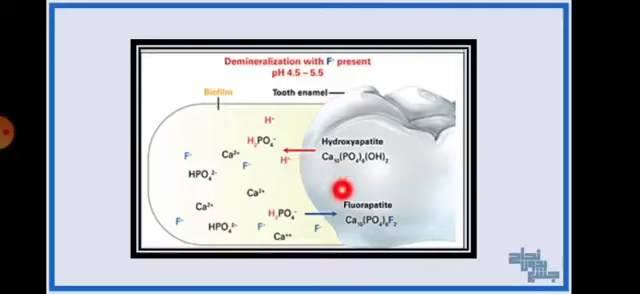 Demineralization with F⁻ present
pH 4.5 – 5.5
Biofilm
Tooth enamel
H⁺
H₂PO₄⁻
Hydroxyapatite
F⁻
Ca²⁺
H⁺
Ca₁₀(PO₄)₆(OH)₂
F⁻
HPO₄²⁻
Ca²⁺
Ca²⁺
H₂PO₄⁻
Fluorapatite
F⁻
HPO₄²⁻
F⁻
F⁻
Ca₁₀(PO₄)₆F₂
Ca⁺⁺